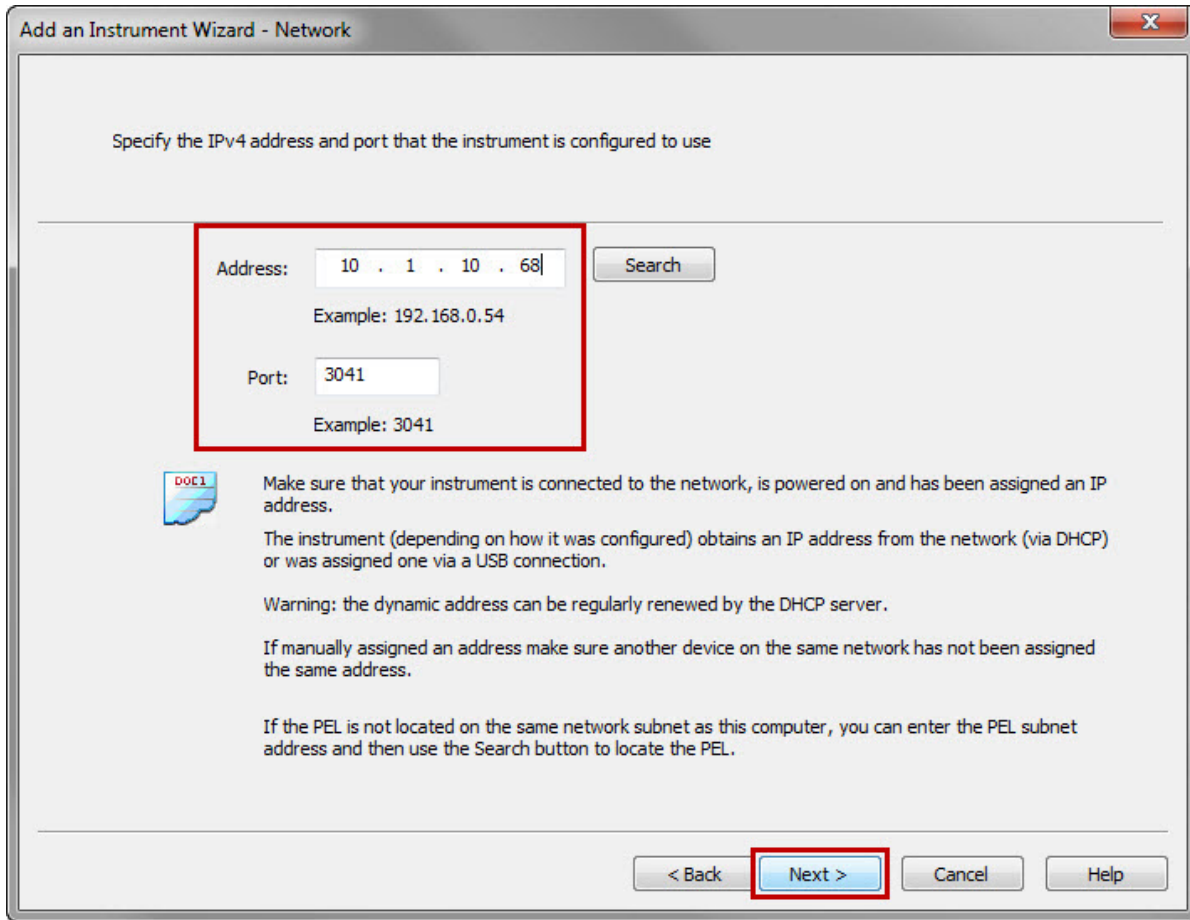 Add an Instrument Wizard - Network
X
Specify the IPv4 address and port that the instrument is configured to use
Address: 10 . 1 . 10 . 68 Search
Example: 192.168.0.54
Port: 3041
Example: 3041
DOC1
Make sure that your instrument is connected to the network, is powered on and has been assigned an IP
address.
The instrument (depending on how it was configured) obtains an IP address from the network (via DHCP)
or was assigned one via a USB connection.
Warning: the dynamic address can be regularly renewed by the DHCP server.
If manually assigned an address make sure another device on the same network has not been assigned
the same address.
If the PEL is not located on the same network subnet as this computer, you can enter the PEL subnet
address and then use the Search button to locate the PEL.
< Back Next > Cancel Help